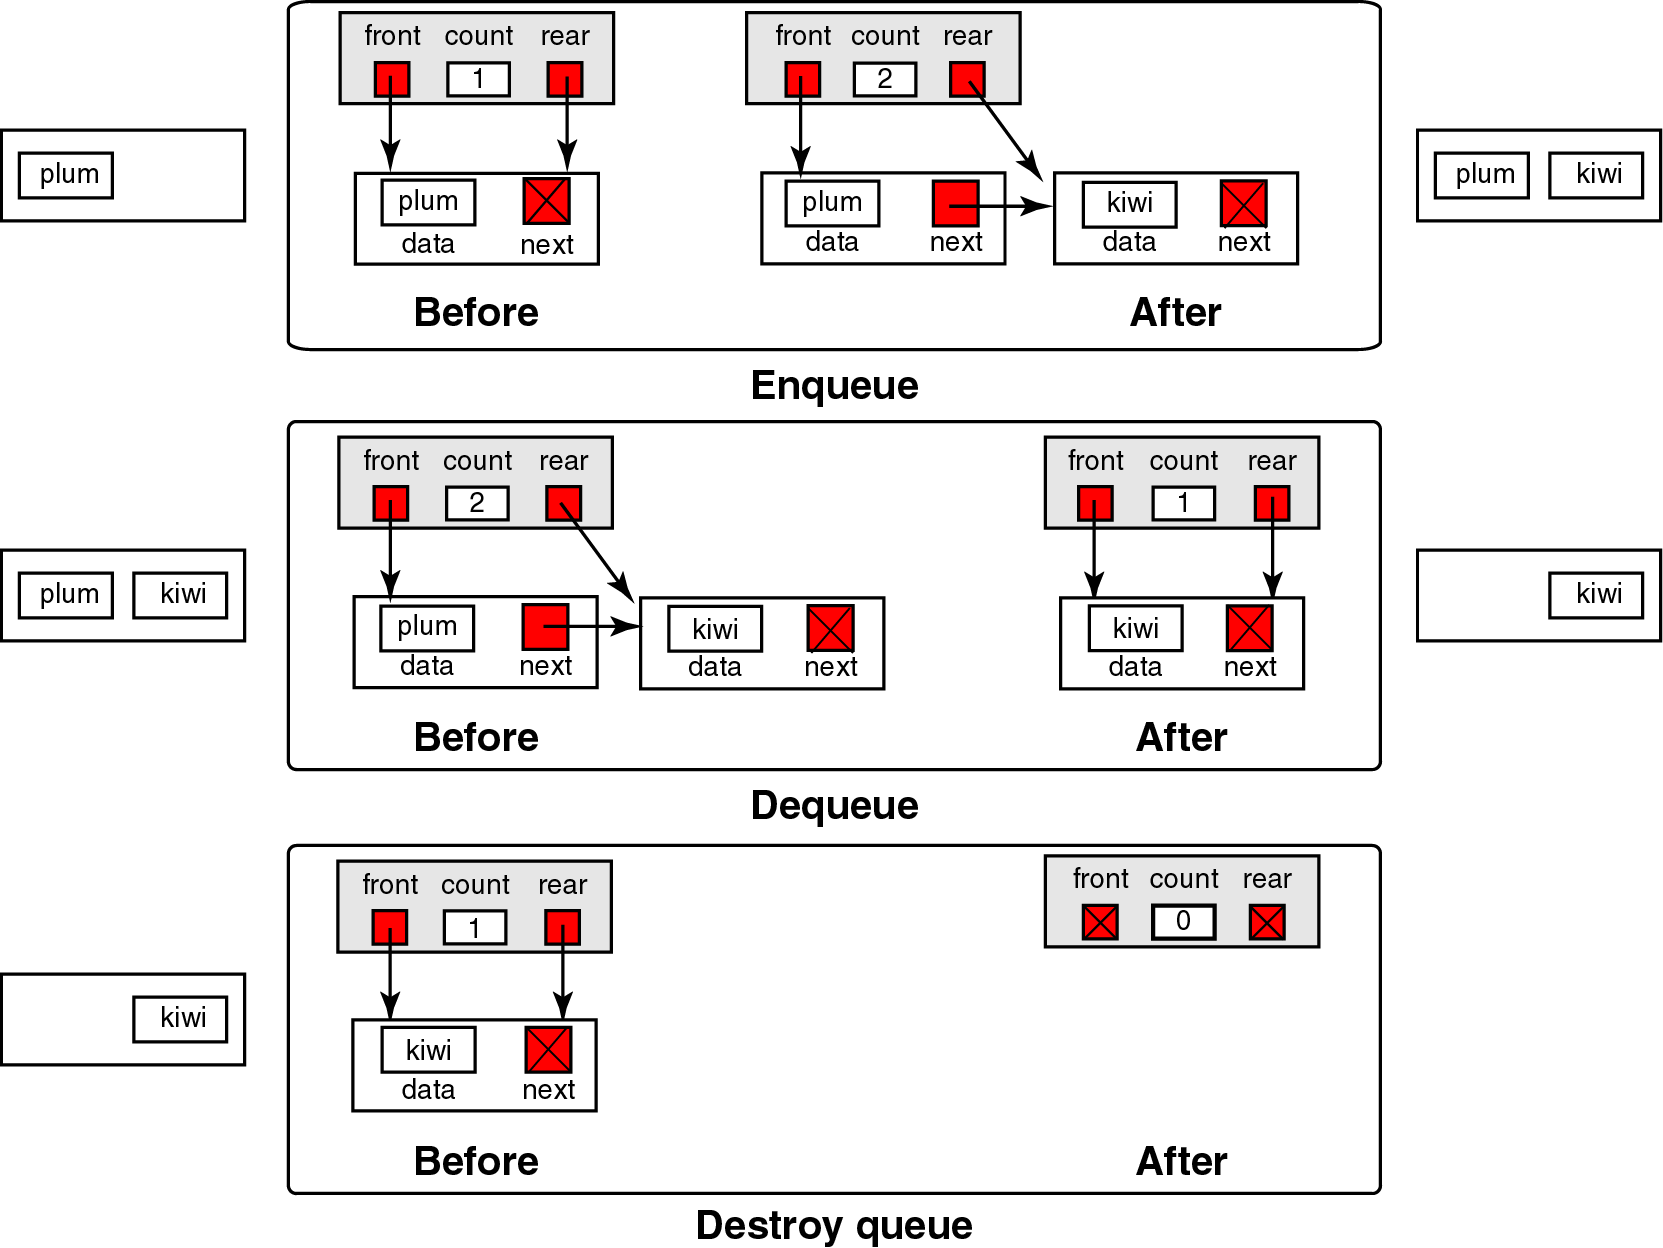 front count rear
1
front count rear
2
plum
plum
data next
plum
data next
kiwi
data next
plum kiwi
Before
After
Enqueue
front count rear
2
front count rear
1
plum kiwi
plum
data next
kiwi
data next
kiwi
data next
kiwi
Before
After
Dequeue
front count rear
1
front count rear
0
kiwi
kiwi
data next
Before
After
Destroy queue